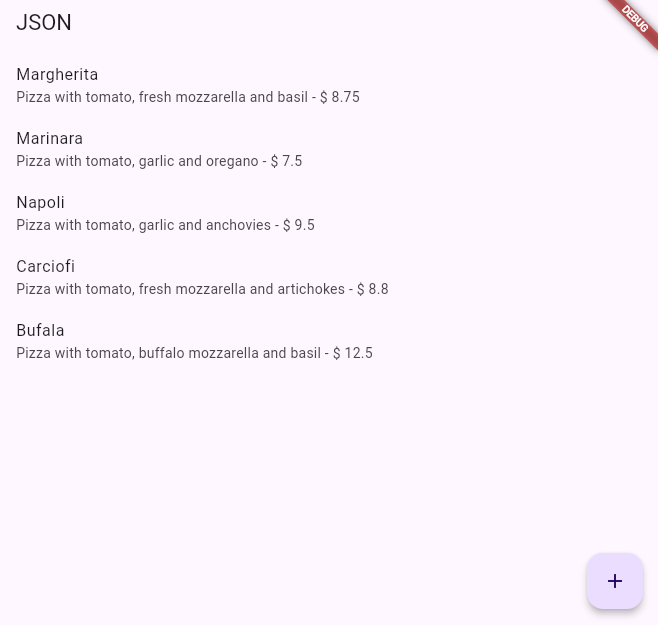 JSON
DEBUG
Margherita
Pizza with tomato, fresh mozzarella and basil - $ 8.75
Marinara
Pizza with tomato, garlic and oregano - $ 7.5
Napoli
Pizza with tomato, garlic and anchovies - $ 9.5
Carciofi
Pizza with tomato, fresh mozzarella and artichokes - $ 8.8
Bufala
Pizza with tomato, buffalo mozzarella and basil - $ 12.5
+